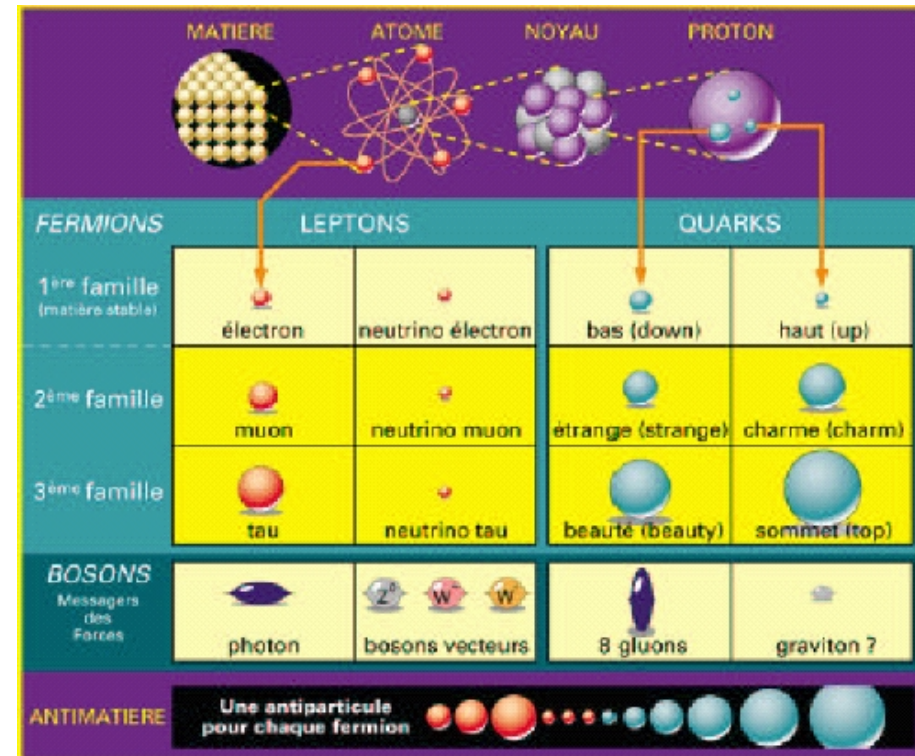 MATIERE ATOME NOYAU PROTON
FERMIONS LEPTONS QUARKS
1ère famille
(matière stable)
électron neutrino électron bas (down) haut (up)
2ème famille
muon neutrino muon étrange (strange) charme (charm)
3ème famille
tau neutrino tau beauté (beauty) sommet (top)
BOSONS
Messagers
des
Forces
Z⁰ W⁻ W
photon bosons vecteurs 8 gluons graviton ?
ANTIMATIERE
Une antiparticule
pour chaque fermion